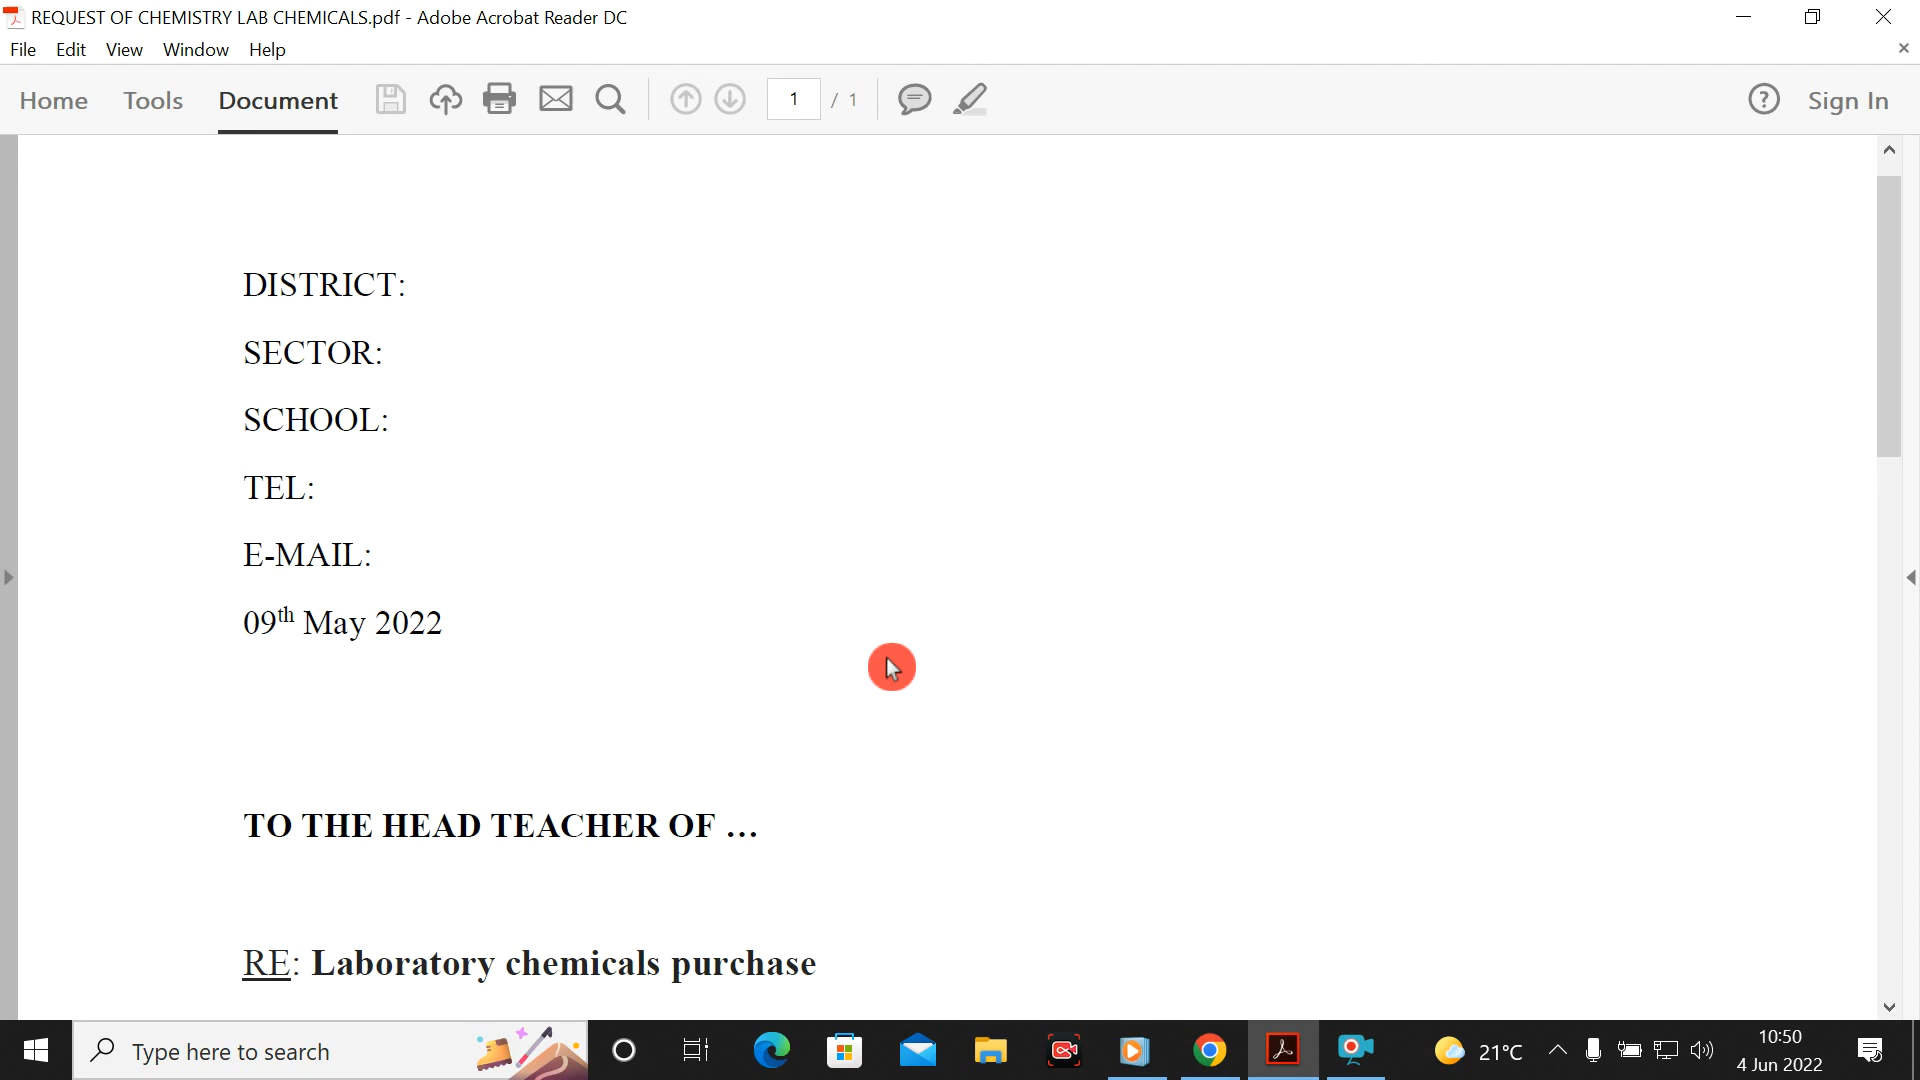 REQUEST OF CHEMISTRY LAB CHEMICALS.pdf - Adobe Acrobat Reader DC
File Edit View Window Help
Home Tools Document 1 / 1 Sign In
DISTRICT:
SECTOR:
SCHOOL:
TEL:
E-MAIL:
09th May 2022
TO THE HEAD TEACHER OF ...
RE: Laboratory chemicals purchase
Type here to search
21°C
10:50
4 Jun 2022